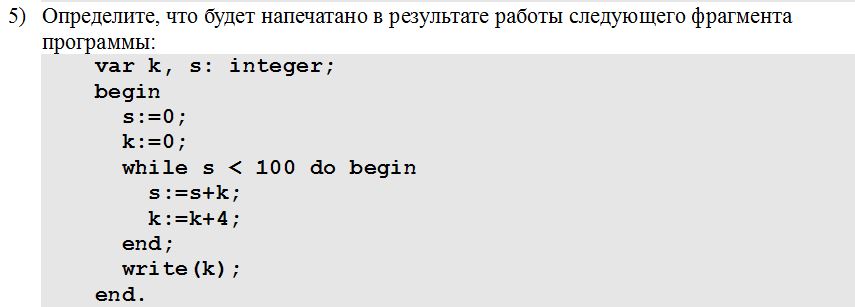 5) Определите, что будет напечатано в результате работы следующего фрагмента
программы:
var k, s: integer;
begin
s:=0;
k:=0;
while s < 100 do begin
s:=s+k;
k:=k+4;
end;
write(k);
end.